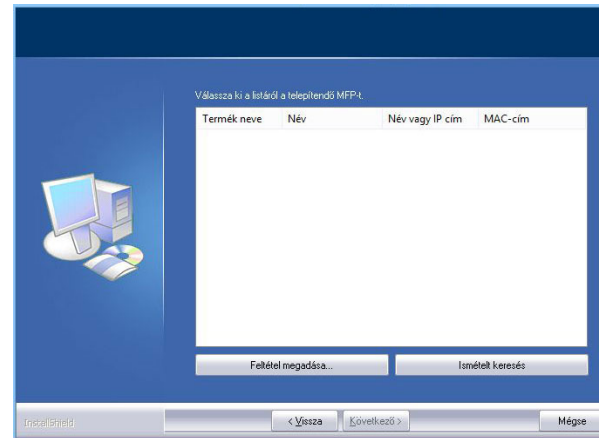 Válassza ki a listáról a telepítendő MFP-t.
Termék neve Név Név vagy IP cím MAC-cím
Feltétel megadása... Ismételt keresés
InstallShield
< Vissza Következő > Mégse